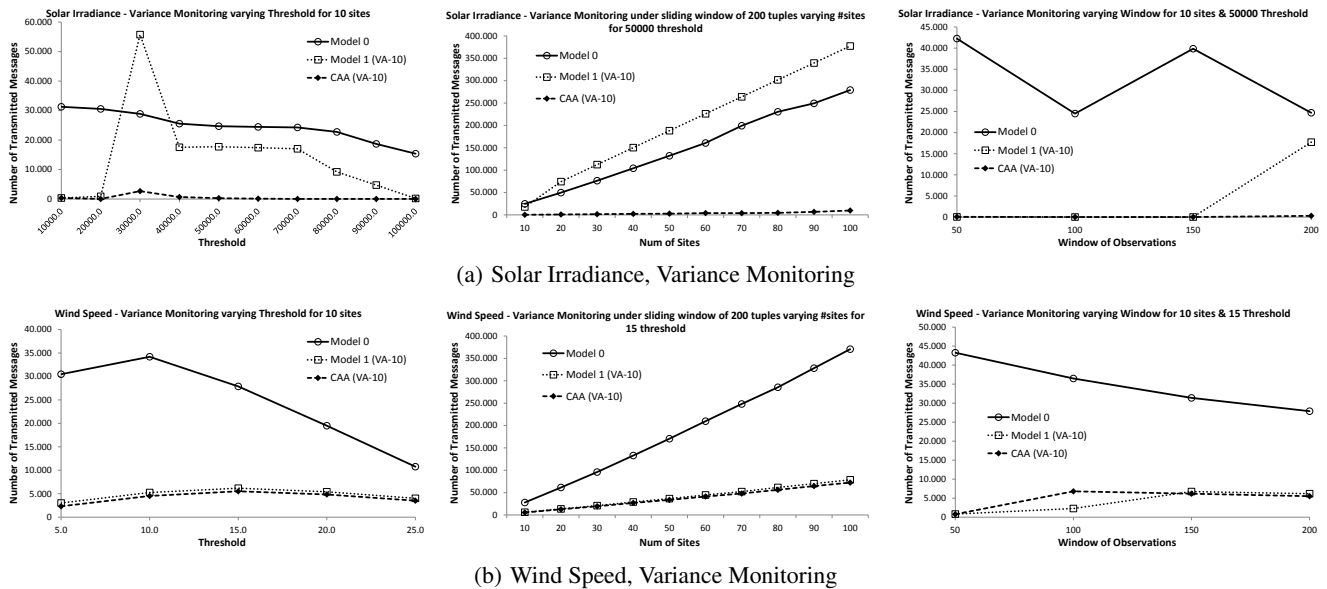 Solar Irradiance - Variance Monitoring varying Threshold for 10 sites
Number of Transmitted Messages
60.000
50.000
40.000
30.000
20.000
10.000
0
Model 0
Model 1 (VA-10)
CAA (VA-10)
10000.0
20000.0
30000.0
40000.0
50000.0
60000.0
70000.0
80000.0
90000.0
100000.0
Threshold
Solar Irradiance - Variance Monitoring under sliding window of 200 tuples varying #sites
for 50000 threshold
Number of Transmitted Messages
400.000
350.000
300.000
250.000
200.000
150.000
100.000
50.000
0
Model 0
Model 1 (VA-10)
CAA (VA-10)
10 20 30 40 50 60 70 80 90 100
Num of Sites
Solar Irradiance - Variance Monitoring varying Window for 10 sites & 50000 Threshold
Number of Transmitted Messages
45.000
40.000
35.000
30.000
25.000
20.000
15.000
10.000
5.000
0
Model 0
Model 1 (VA-10)
CAA (VA-10)
50 100 150 200
Window of Observations
(a) Solar Irradiance, Variance Monitoring
Wind Speed - Variance Monitoring varying Threshold for 10 sites
Number of Transmitted Messages
40.000
35.000
30.000
25.000
20.000
15.000
10.000
5.000
0
Model 0
Model 1 (VA-10)
CAA (VA-10)
5.0 10.0 15.0 20.0 25.0
Threshold
Wind Speed - Variance Monitoring under sliding window of 200 tuples varying #sites for
15 threshold
Number of Transmitted Messages
400.000
350.000
300.000
250.000
200.000
150.000
100.000
50.000
0
Model 0
Model 1 (VA-10)
CAA (VA-10)
10 20 30 40 50 60 70 80 90 100
Num of Sites
Wind Speed - Variance Monitoring varying Window for 10 sites & 15 Threshold
Number of Transmitted Messages
50.000
45.000
40.000
35.000
30.000
25.000
20.000
15.000
10.000
5.000
0
Model 0
Model 1 (VA-10)
CAA (VA-10)
50 100 150 200
Window of Observations
(b) Wind Speed, Variance Monitoring